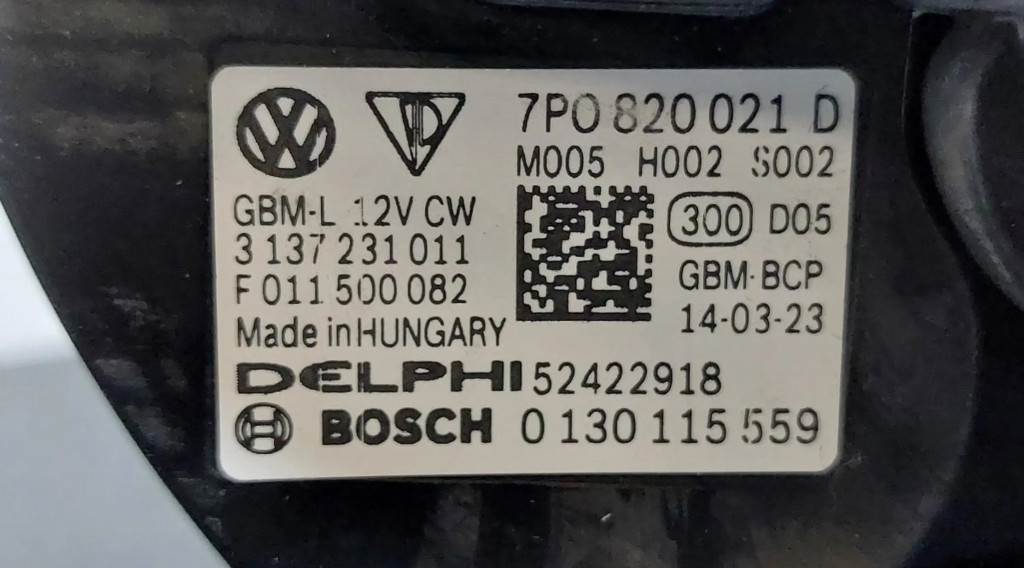 7P0 820 021 D
M005 H002 S002
GBM-L 12V CW
300 D05
3 137 231 011
GBM-BCP
F 011 500 082
14-03-23
Made in HUNGARY
DELPHI 52422918
BOSCH 0 130 115 559